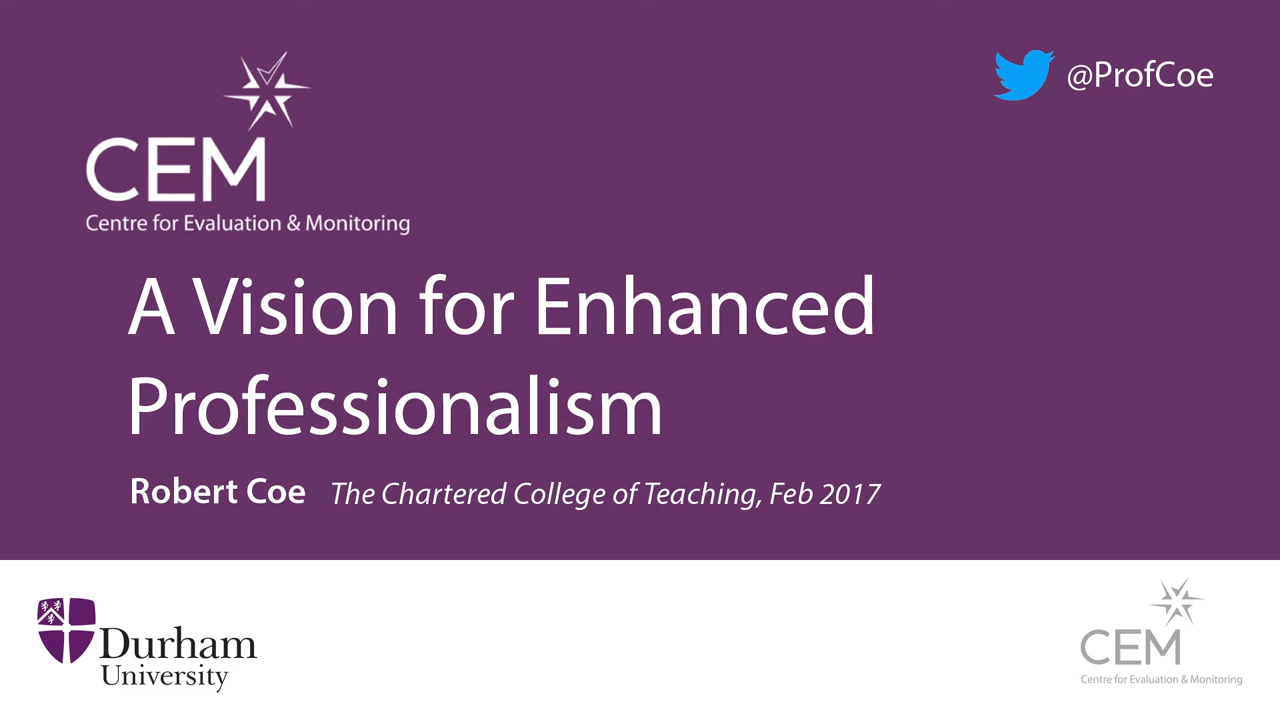 @ProfCoe
CEM
Centre for Evaluation & Monitoring
A Vision for Enhanced
Professionalism
Robert Coe The Chartered College of Teaching, Feb 2017
Durham
University
CEM
Centre for Evaluation & Monitoring